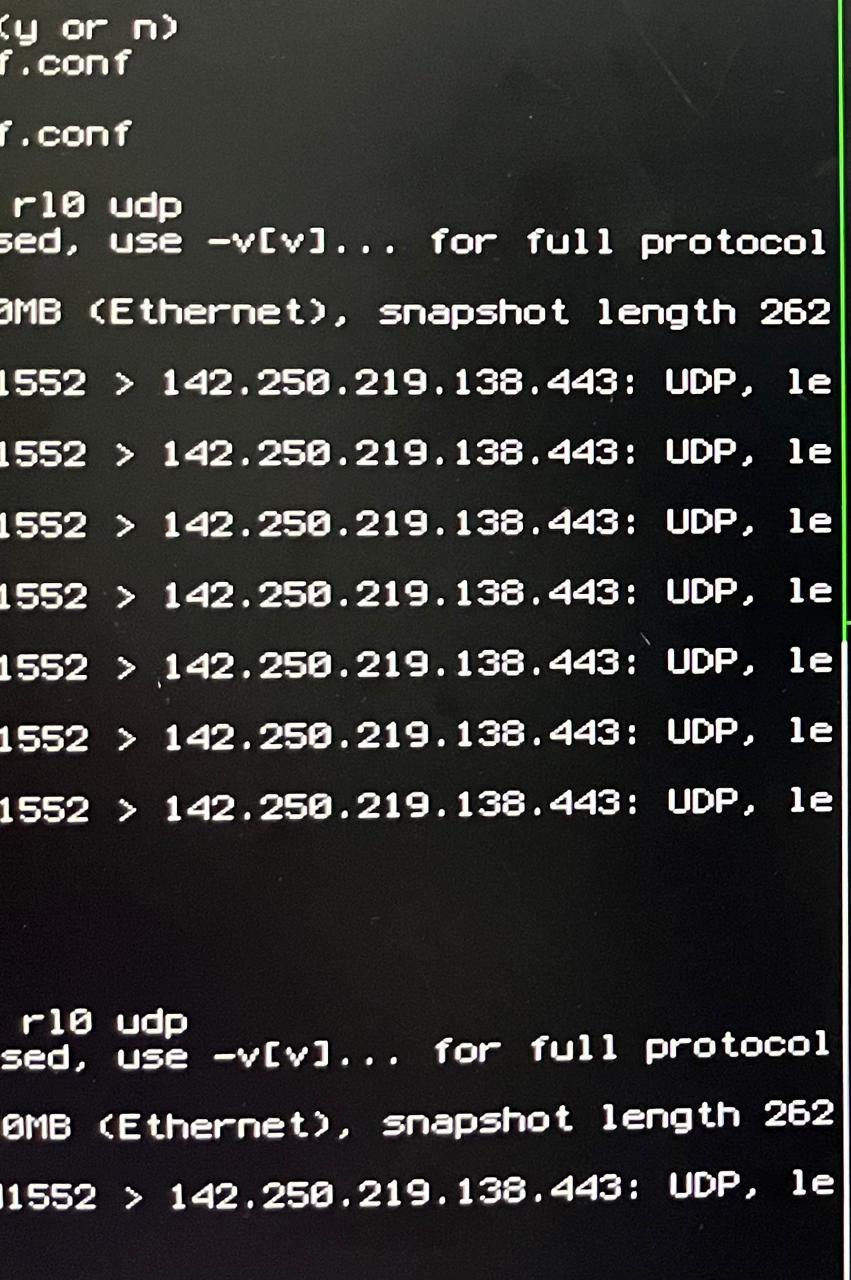 (y or n)
f.conf
f.conf
rl0 udp
sed, use -v[v]... for full protocol
0MB (Ethernet), snapshot length 262
1552 > 142.250.219.138.443: UDP, le
1552 > 142.250.219.138.443: UDP, le
1552 > 142.250.219.138.443: UDP, le
1552 > 142.250.219.138.443: UDP, le
1552 > 142.250.219.138.443: UDP, le
1552 > 142.250.219.138.443: UDP, le
1552 > 142.250.219.138.443: UDP, le
rl0 udp
sed, use -v[v]... for full protocol
0MB (Ethernet), snapshot length 262
1552 > 142.250.219.138.443: UDP, le